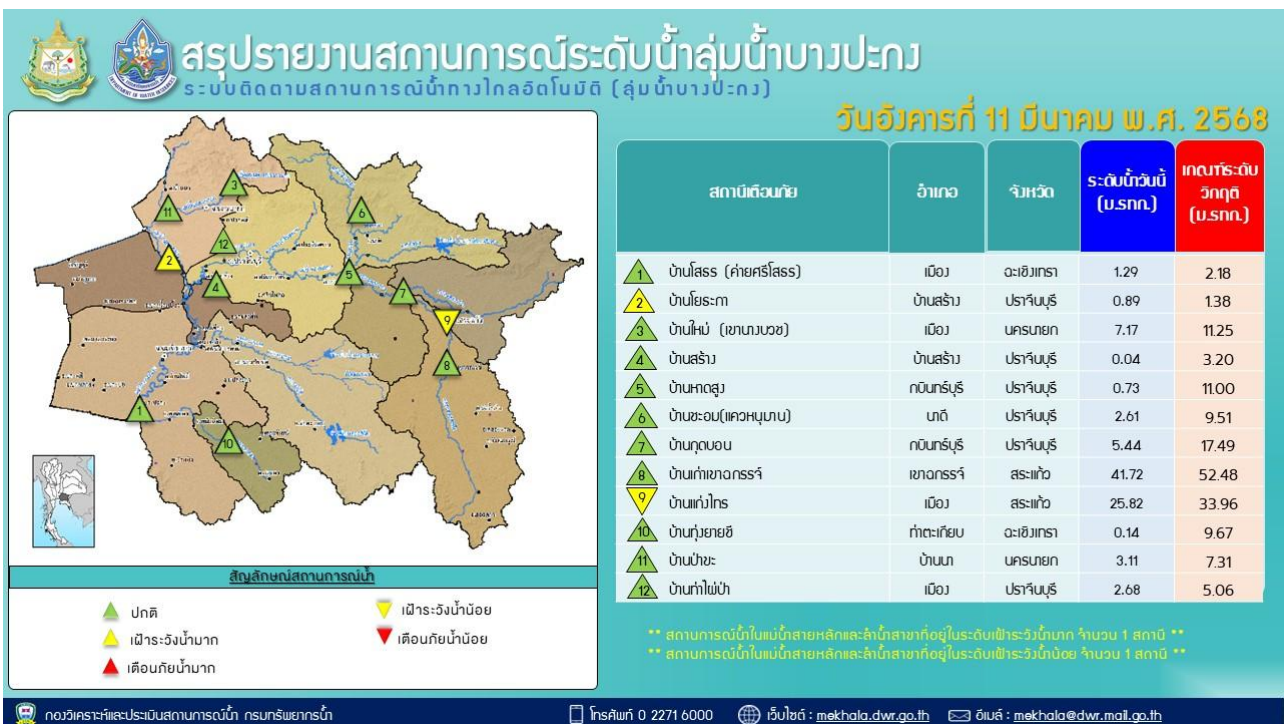 สรุปรายงานสถานการณ์ระดับน้ำลุ่มน้ำบางปะกง
ระบบติดตามสถานการณ์น้ำทางไกลอัตโนมัติ (ลุ่มน้ำบางปะกง)
วันอังคารที่ 11 มีนาคม พ.ศ. 2568
สถานีเตือนภัย อำเภอ จังหวัด ระดับน้ำวันนี้ (ม.รทก.) เกณฑ์ระดับวิกฤติ (ม.รทก.)
1 บ้านโสธร (ค่ายศรีโสธร) เมือง ฉะเชิงเทรา 1.29 2.18
2 บ้านโยธะกา บ้านสร้าง ปราจีนบุรี 0.89 1.38
3 บ้านใหม่ (เขานางบวช) เมือง นครนายก 7.17 11.25
4 บ้านสร้าง บ้านสร้าง ปราจีนบุรี 0.04 3.20
5 บ้านหาดสูง กบินทร์บุรี ปราจีนบุรี 0.73 11.00
6 บ้านชะอม(แควหนุมาน) นาดี ปราจีนบุรี 2.61 9.51
7 บ้านกุดบอน กบินทร์บุรี ปราจีนบุรี 5.44 17.49
8 บ้านเก่าเขาฉกรรจ์ เขาฉกรรจ์ สระแก้ว 41.72 52.48
9 บ้านแก่งไทร เมือง สระแก้ว 25.82 33.96
10 บ้านทุ่งยายชี ท่าตะเกียบ ฉะเชิงเทรา 0.14 9.67
11 บ้านป่าขะ บ้านนา นครนายก 3.11 7.31
12 บ้านท่าไผ่ป่า เมือง ปราจีนบุรี 2.68 5.06
3
11
6
12
2
5
4
7
9
8
1
10
สัญลักษณ์สถานการณ์น้ำ
ปกติ
เฝ้าระวังน้ำน้อย
เฝ้าระวังน้ำมาก
เตือนภัยน้ำน้อย
เตือนภัยน้ำมาก
** สถานการณ์น้ำในแม่น้ำสายหลักและลำน้ำสาขาที่อยู่ในระดับเฝ้าระวังน้ำมาก จำนวน 1 สถานี **
** สถานการณ์น้ำในแม่น้ำสายหลักและลำน้ำสาขาที่อยู่ในระดับเฝ้าระวังน้ำน้อย จำนวน 1 สถานี **
กองวิเคราะห์และประเมินสถานการณ์น้ำ กรมทรัพยากรน้ำ
โทรศัพท์ 0 2271 6000 เว็บไซต์ : mekhala.dwr.go.th อีเมล์ : mekhala@dwr.mail.go.th